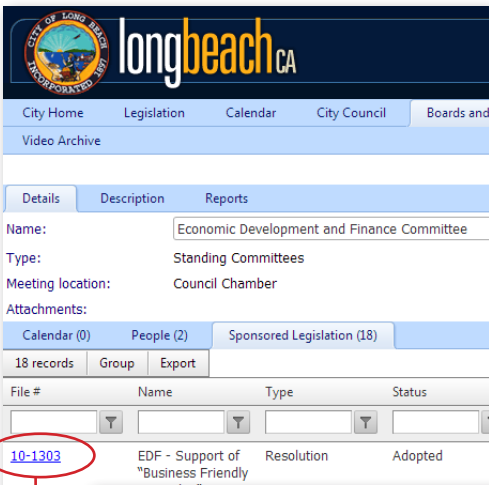 CITY OF LONG BEACH
INCORPORATED 1897
longbeach CA
City Home Legislation Calendar City Council Boards and
Video Archive
Details Description Reports
Name: Economic Development and Finance Committee
Type: Standing Committees
Meeting location: Council Chamber
Attachments:
Calendar (0) People (2) Sponsored Legislation (18)
18 records Group Export
File # Name Type Status
10-1303 EDF - Support of Resolution Adopted
"Business Friendly